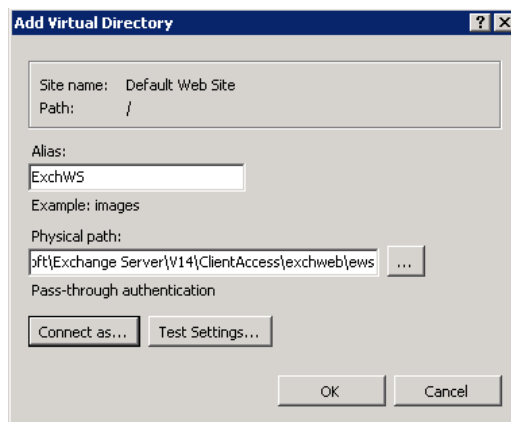 Add Virtual Directory
Site name: Default Web Site
Path: /
Alias:
ExchWS
Example: images
Physical path:
oft\Exchange Server\V14\ClientAccess\exchweb\ews
...
Pass-through authentication
Connect as...
Test Settings...
OK
Cancel